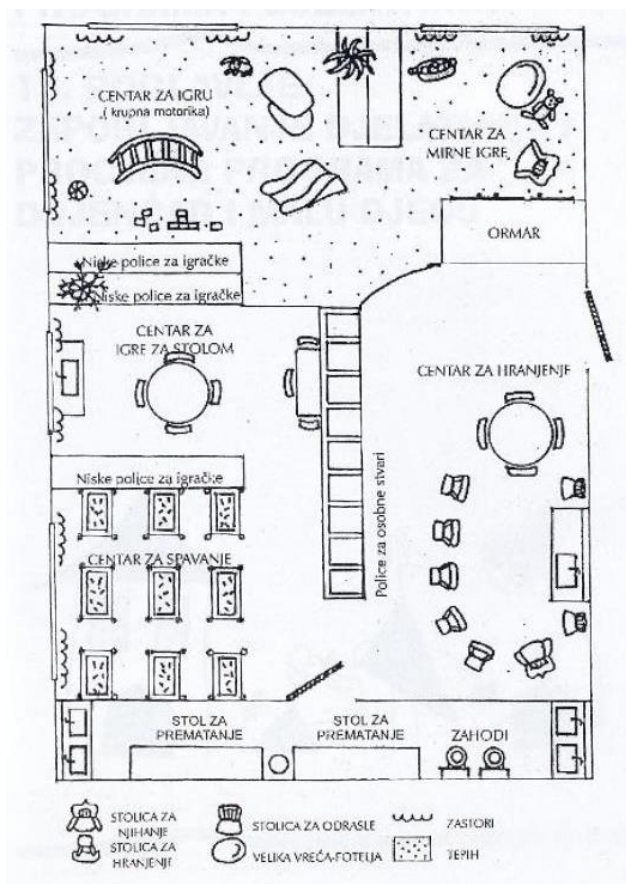 CENTAR ZA IGRU
( krupna motorika)
CENTAR ZA
MIRNE IGRE
ORMAR
Niske police za igračke
Niske police za igračke
CENTAR ZA
IGRE ZA STOLOM
CENTAR ZA HRANJENJE
Niske police za igračke
Police za osobne stvari
CENTAR ZA SPAVANJE
STOL ZA
PREMATANJE
STOL ZA
PREMATANJE
ZAHODI
STOLICA ZA
NJIHANJE
STOLICA ZA
HRANJENJE
STOLICA ZA ODRASLE
VELIKA VREĆA-FOTELJA
ZASTORI
TEPIH